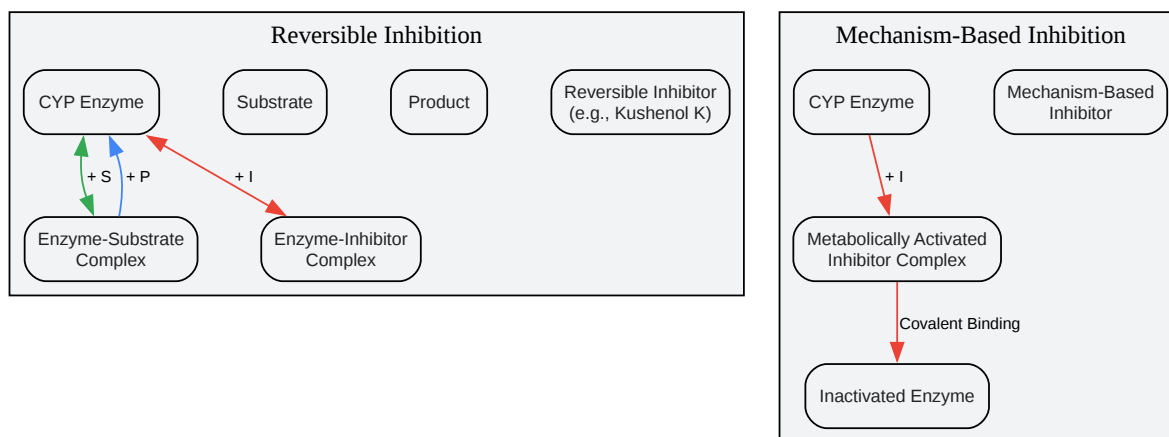 Reversible Inhibition
CYP Enzyme
Substrate
Product
Reversible Inhibitor
(e.g., Kushenol K)
+ S
+ P
+ I
Enzyme-Substrate
Complex
Enzyme-Inhibitor
Complex
Mechanism-Based Inhibition
CYP Enzyme
Mechanism-Based
Inhibitor
+ I
Metabolically Activated
Inhibitor Complex
Covalent Binding
Inactivated Enzyme